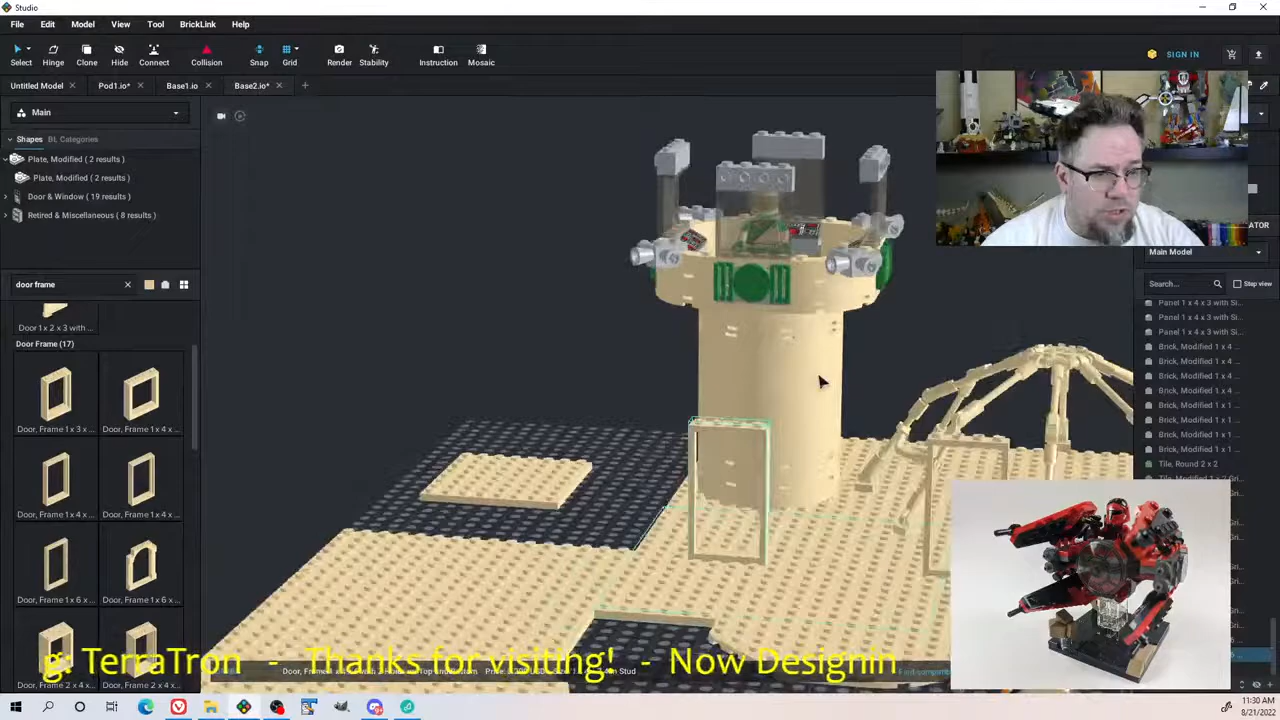 Studio
File Edit Model View Tool BrickLink Help
Select Hinge Clone Hide Connect Collision Snap Grid Render Stability Instruction Mosaic
SIGN IN
Untitled Model Pod1.io* Base1.io Base2.io*
Main
Shapes BL Categories
Plate, Modified ( 2 results )
Plate, Modified ( 2 results )
Door & Window ( 19 results )
Retired & Miscellaneous ( 8 results )
door frame
Door 1 x 2 x 3 with ...
Door Frame (17)
Door, Frame 1 x 3 x ... Door, Frame 1 x 4 x ...
Door, Frame 1 x 4 x ... Door, Frame 1 x 4 x ...
Door, Frame 1 x 6 x ... Door, Frame 1 x 6 x ...
Door, Frame 2 x 4 x ... Door, Frame 2 x 4 x ...
Main Model
Search... Step view
Panel 1 x 4 x 3 with Si...
Panel 1 x 4 x 3 with Si...
Panel 1 x 4 x 3 with Si...
Brick, Modified 1 x 4 ...
Brick, Modified 1 x 4 ...
Brick, Modified 1 x 4 ...
Brick, Modified 1 x 4 ...
Brick, Modified 1 x 1 ...
Brick, Modified 1 x 1 ...
Brick, Modified 1 x 1 ...
Brick, Modified 1 x 1 ...
Tile, Round 2 x 2
g: TerraTron - Thanks for visiting! - Now Designin
11:30 AM
8/21/2022